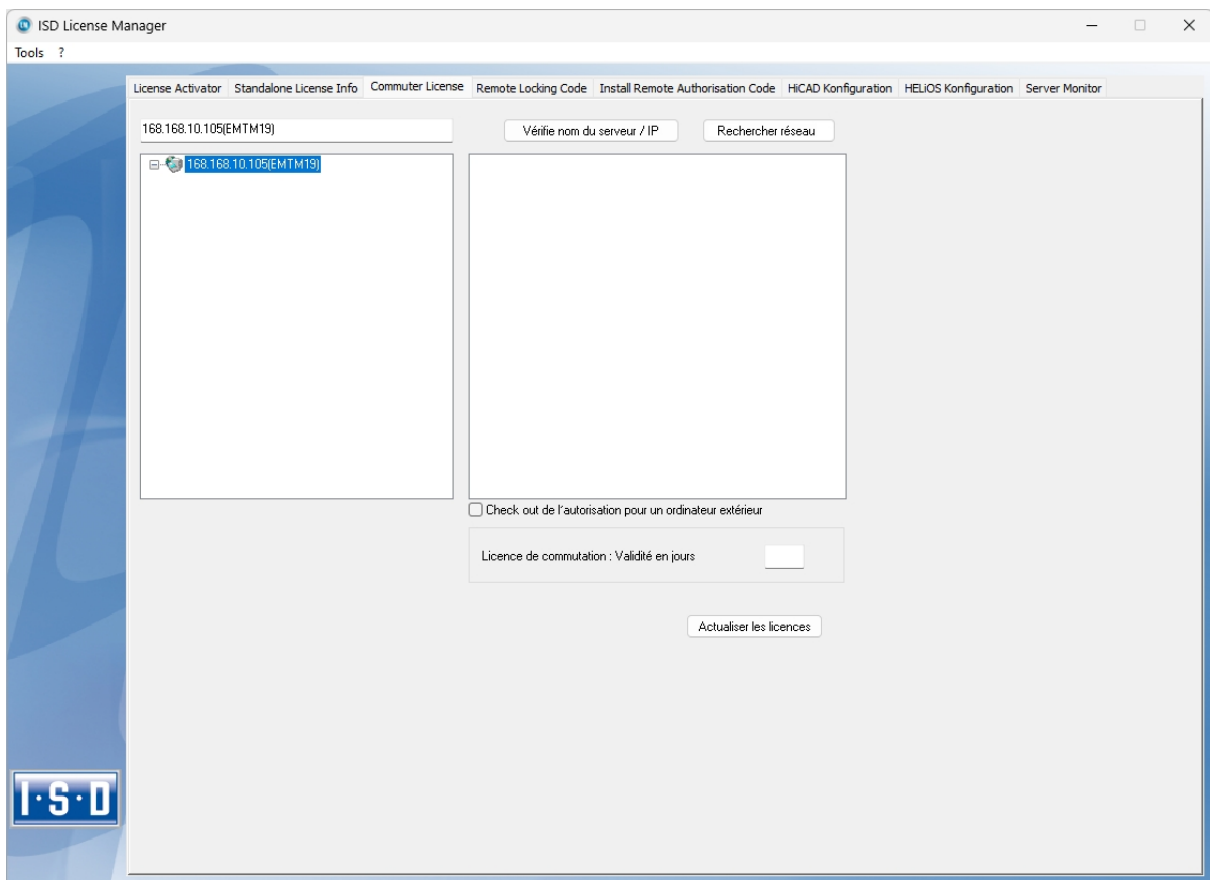 ISD License Manager
Tools ?
License Activator Standalone License Info Commuter License Remote Locking Code Install Remote Authorisation Code HiCAD Konfiguration HELiOS Konfiguration Server Monitor
168.168.10.105(EMTM19) Vérifie nom du serveur / IP Rechercher réseau
168.168.10.105(EMTM19)
Check out de l´autorisation pour un ordinateur extérieur
Licence de commutation : Validité en jours
Actualiser les licences
I·S·D